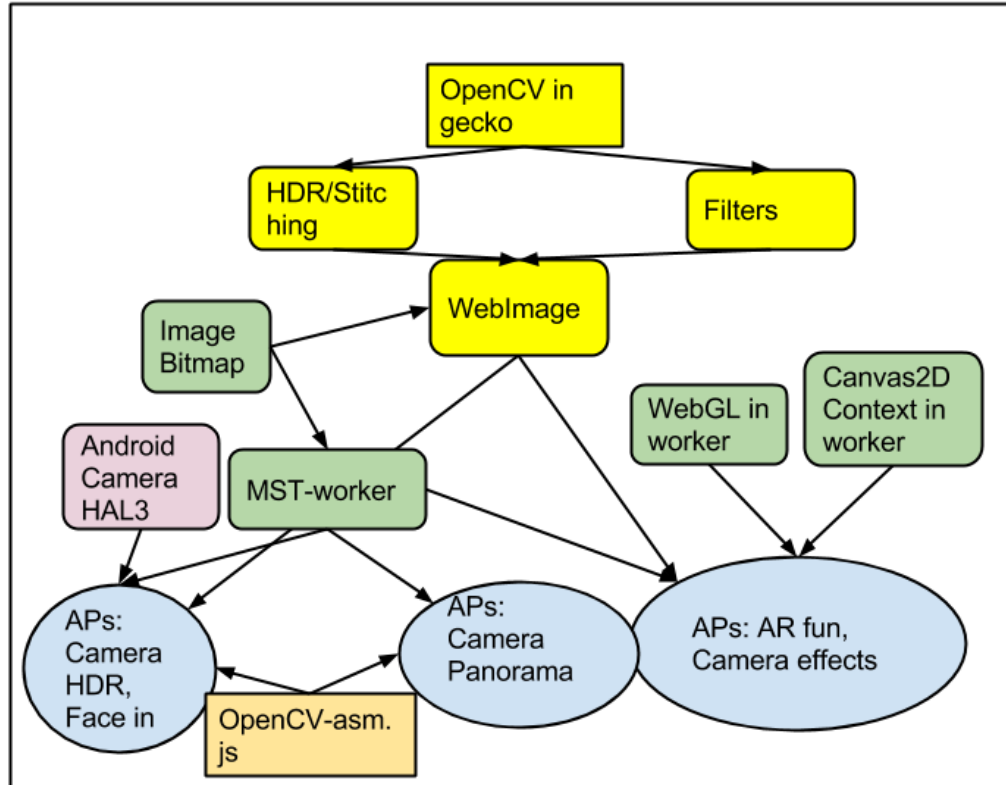 OpenCV in
gecko
HDR/Stitc
hing
Filters
WebImage
Image
Bitmap
WebGL in
worker
Canvas2D
Context in
worker
Android
Camera
HAL3
MST-worker
APs:
Camera
HDR,
Face in
APs:
Camera
Panorama
APs: AR fun,
Camera effects
OpenCV-asm.
js